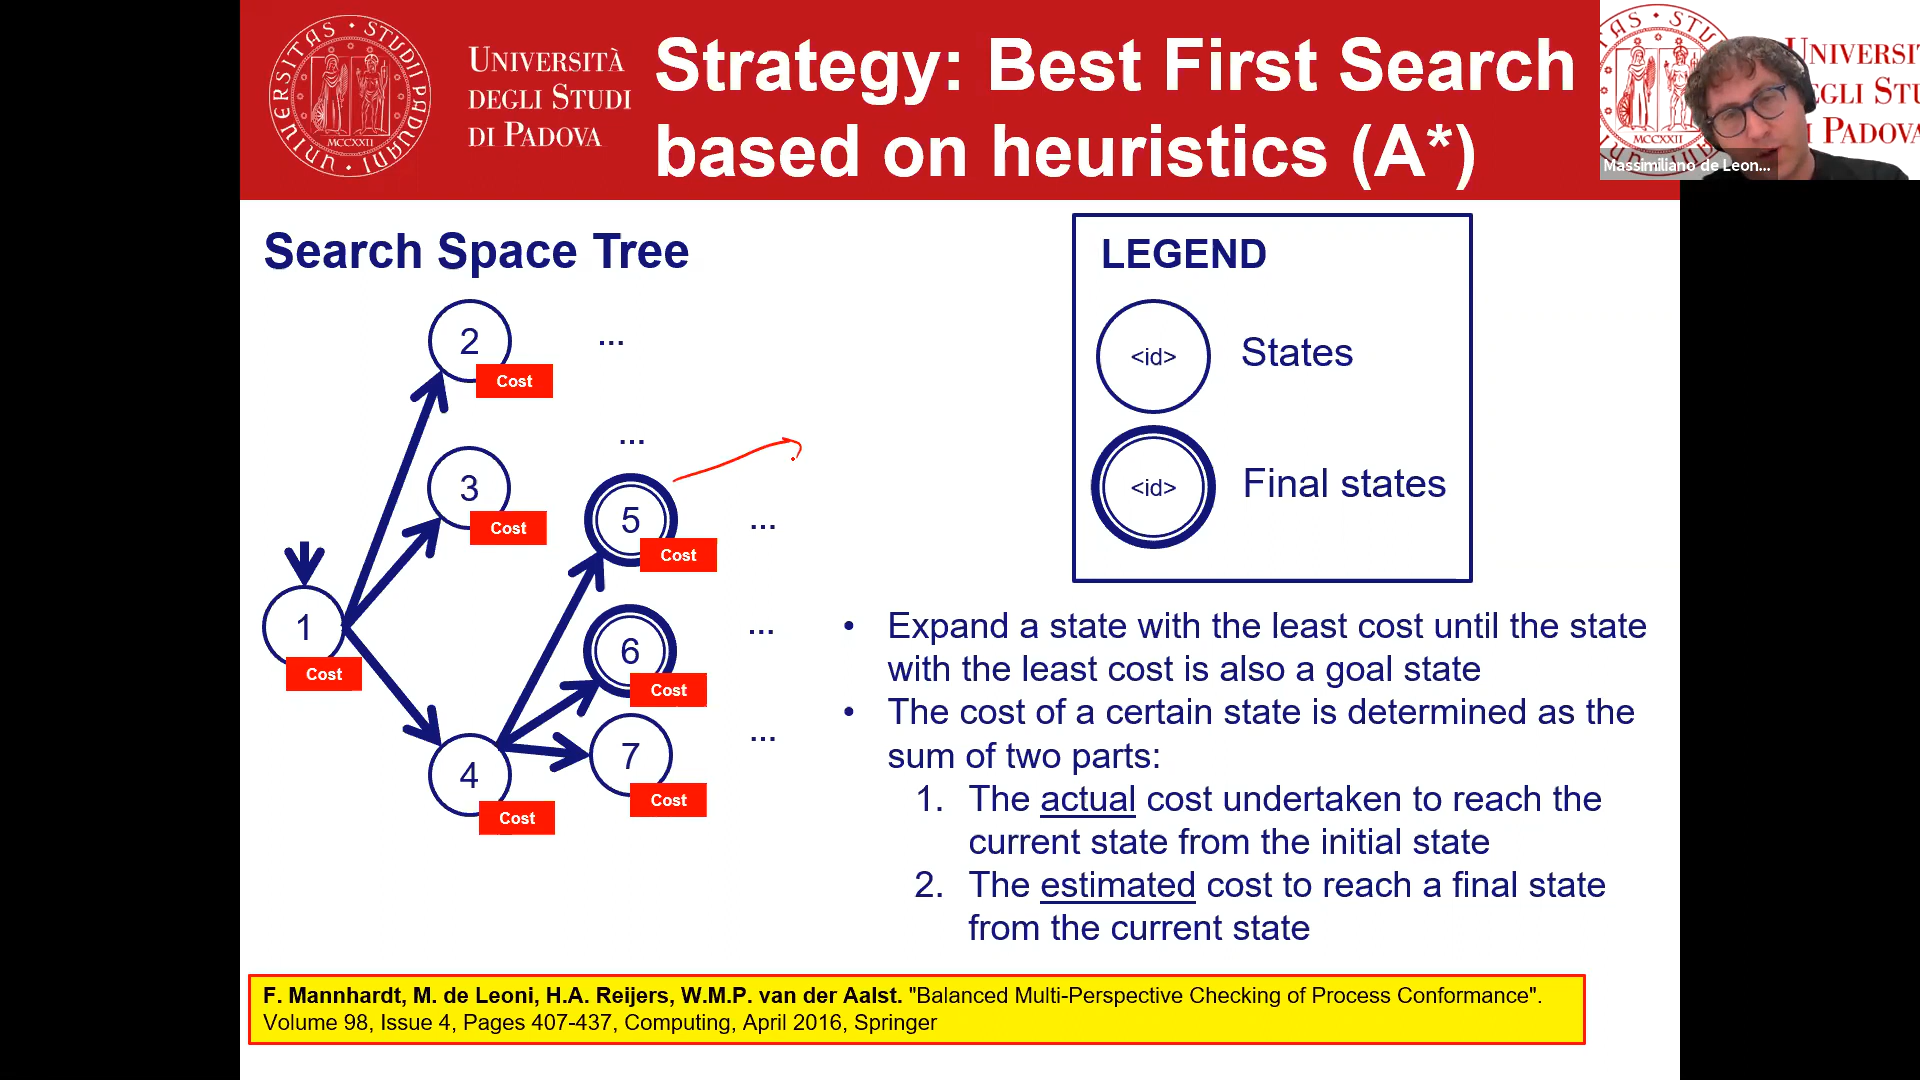 UNIVERSITÀ
DEGLI STUDI
DI PADOVA
UNIVERSITAS STUDII PADUANI
MCCXXII
Strategy: Best First Search
based on heuristics (A*)
MCCXXII
Massimiliano de Leon...
Search Space Tree
2
Cost
...
...
3
Cost
5
Cost
...
1
Cost
6
Cost
...
4
Cost
7
Cost
...
LEGEND
<id>
States
<id>
Final states
• Expand a state with the least cost until the state
with the least cost is also a goal state
• The cost of a certain state is determined as the
sum of two parts:
1. The actual cost undertaken to reach the
current state from the initial state
2. The estimated cost to reach a final state
from the current state
F. Mannhardt, M. de Leoni, H.A. Reijers, W.M.P. van der Aalst. "Balanced Multi-Perspective Checking of Process Conformance".
Volume 98, Issue 4, Pages 407-437, Computing, April 2016, Springer